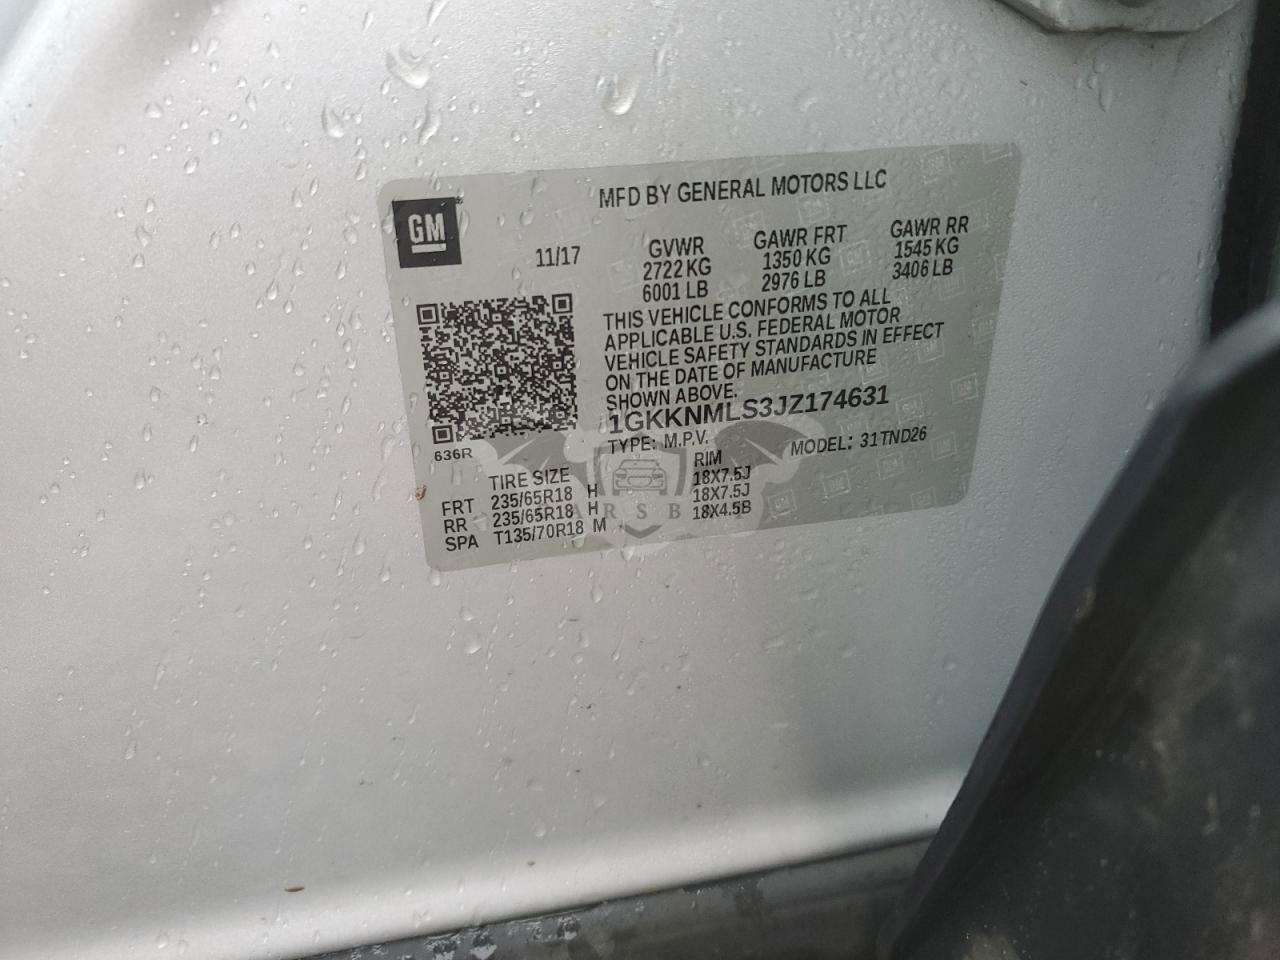 MFD BY GENERAL MOTORS LLC
GM
11/17
GVWR GAWR FRT GAWR RR
2722 KG 1350 KG 1545 KG
6001 LB 2976 LB 3406 LB
THIS VEHICLE CONFORMS TO ALL
APPLICABLE U.S. FEDERAL MOTOR
VEHICLE SAFETY STANDARDS IN EFFECT
ON THE DATE OF MANUFACTURE
SHOWN ABOVE.
1GKKNMLS3JZ174631
TYPE: M.P.V. MODEL: 31TND26
636R
TIRE SIZE RIM
FRT 235/65R18 H 18X7.5J
RR 235/65R18 H 18X7.5J
SPA T135/70R18 M 18X4.5B